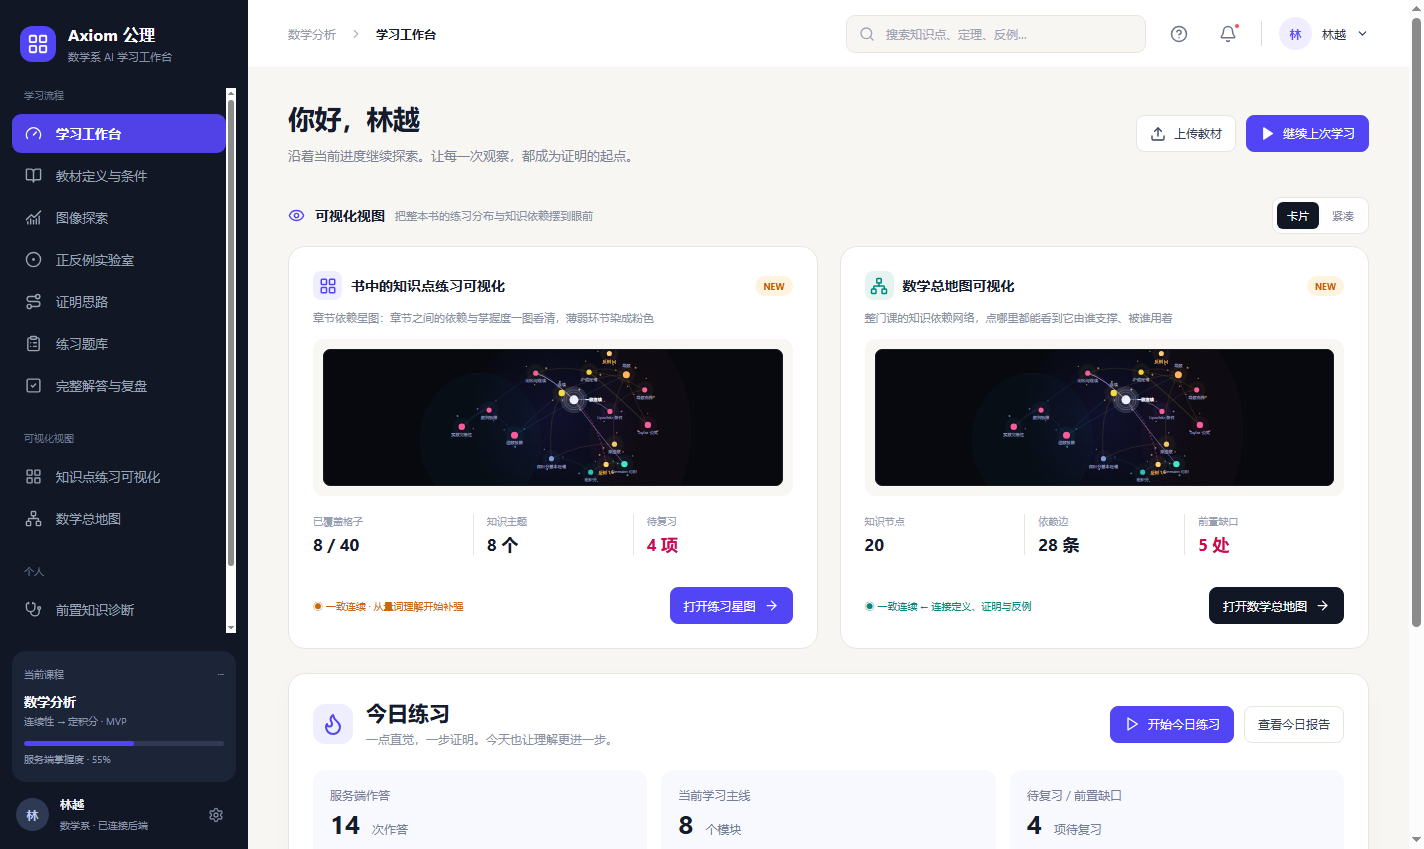 Axiom 公理
数学系 AI 学习工作台
学习流程
学习工作台
教材定义与条件
图像探索
正反例实验室
证明思路
练习题库
完整解答与复盘
可视化视图
知识点练习可视化
数学总地图
个人
前置知识诊断
当前课程
数学分析
连续性 → 定积分 · MVP
服务端掌握度 · 55%
林
林越
数学系 · 已连接后端
数学分析
学习工作台
搜索知识点、定理、反例...
林
林越
你好，林越
沿着当前进度继续探索。让每一次观察，都成为证明的起点。
上传教材
继续上次学习
可视化视图 把整本书的练习分布与知识依赖摆到眼前
卡片
紧凑
书中的知识点练习可视化
NEW
章节依赖星图：章节之间的依赖与掌握度一图看清，薄弱环节染成粉色
一致连续
已覆盖格子
8 / 40
知识主题
8 个
待复习
4 项
一致连续 · 从量词理解开始补强
打开练习星图
数学总地图可视化
NEW
整门课的知识依赖网络，点哪里都能看到它由谁支撑、被谁用着
一致连续
知识节点
20
依赖边
28 条
前置缺口
5 处
一致连续 ← 连接定义、证明与反例
打开数学总地图
今日练习
一点直觉，一步证明。今天也让理解更进一步。
开始今日练习
查看今日报告
服务端作答
14 次作答
当前学习主线
8 个模块
待复习 / 前置缺口
4 项待复习